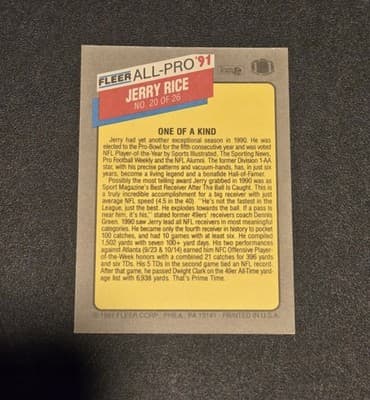 FLEER ALL-PRO '91
JERRY RICE
NO. 20 OF 26
ONE OF A KIND
Jerry had yet another exceptional season in 1990. He was
elected to the Pro-Bowl for the fifth consecutive year and was voted
NFL Player-of-the-Year by Sports Illustrated, The Sporting News,
Pro Football Weekly and the NFL Alumni. The former Division 1-AA
star, with his precise patterns and vacuum-hands, has, in just six
years, become a living legend and a bonafide Hall-of-Famer.
Possibly the most telling award Jerry grabbed in 1990 was as
Sport Magazine's Best Receiver After The Ball Is Caught. This is
a truly incredible accomplishment for a big receiver with just
average NFL speed (4.5 in the 40). "He's not the fastest in the
League, just the best. He explodes towards the ball. If a pass is
near him, it's his," stated former 49ers' receivers coach Dennis
Green. 1990 saw Jerry lead all NFL receivers in most meaningful
categories. He became only the fourth receiver in history to pocket
100 catches, and had 10 games with at least six. He compiled
1,502 yards with seven 100+ yard days. His two performances
against Atlanta (9/23 & 10/14) earned him NFC Offensive Player-
of-the-Week honors with a combined 21 catches for 396 yards
and six TDs. His 5 TDs in the second game tied an NFL record.
After that game, he passed Dwight Clark on the 49er All-Time yard-
age list with 6,938 yards. That's Prime Time.
© 1991 FLEER CORP., PHILA., PA 19141 - PRINTED IN U.S.A.